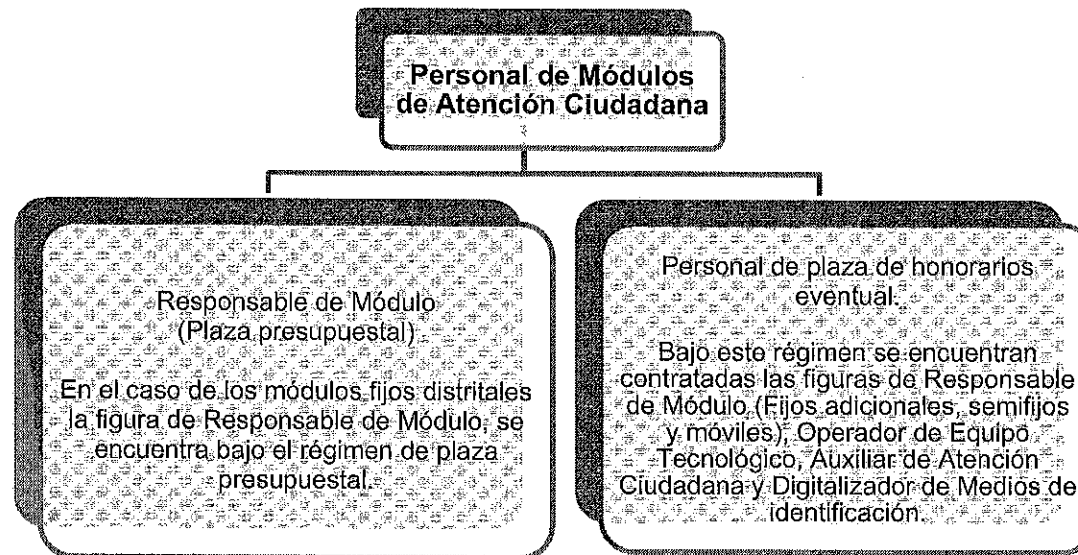 Personal de Módulos
de Atención Ciudadana
Responsable de Módulo
(Plaza presupuestal)
En el caso de los módulos fijos distritales
la figura de Responsable de Módulo, se
encuentra bajo el régimen de plaza
presupuestal.
Personal de plaza de honorarios
eventual.
Bajo este régimen se encuentran
contratadas las figuras de Responsable
de Módulo (Fijos adicionales, semifijos
y móviles), Operador de Equipo
Tecnológico, Auxiliar de Atención
Ciudadana y Digitalizador de Medios de
identificación.